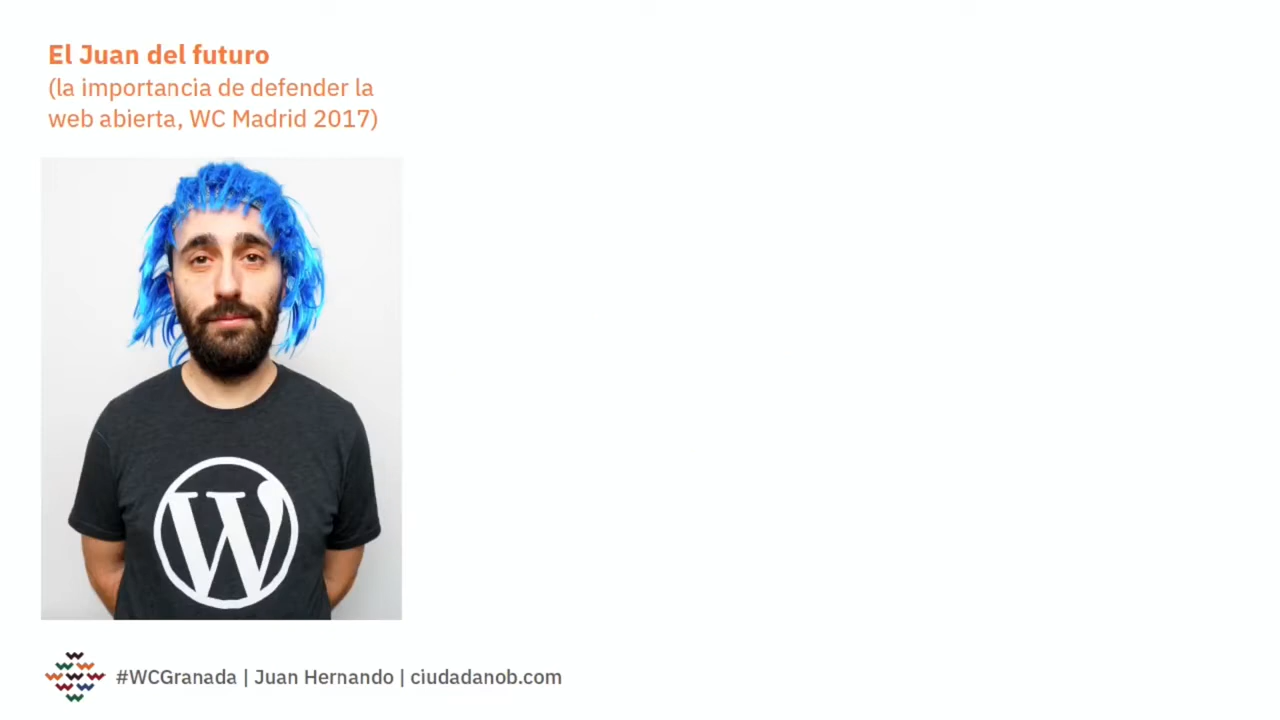 El Juan del futuro
(la importancia de defender la
web abierta, WC Madrid 2017)
W
#WCGranada | Juan Hernando | ciudadanob.com